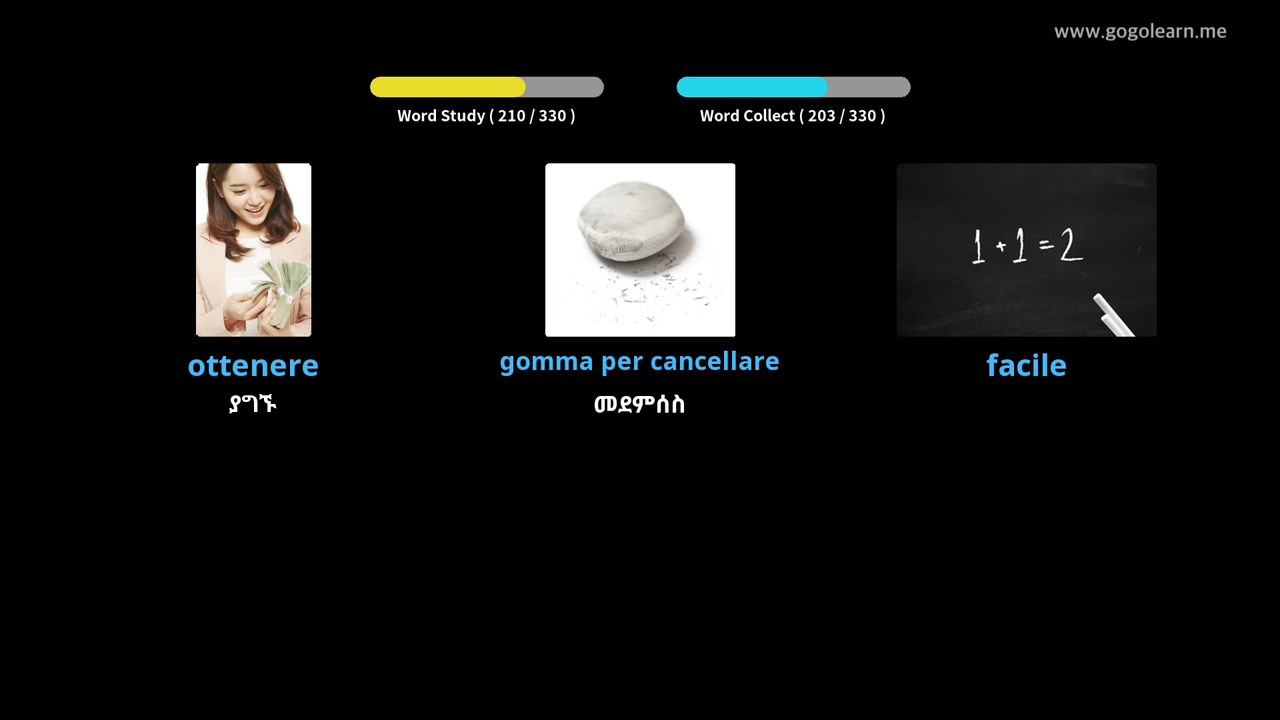 www.gogolearn.me
Word Study ( 210 / 330 )
Word Collect ( 203 / 330 )
1 + 1 = 2
ottenere
gomma per cancellare
facile
ያግኙ
መደምሰስ